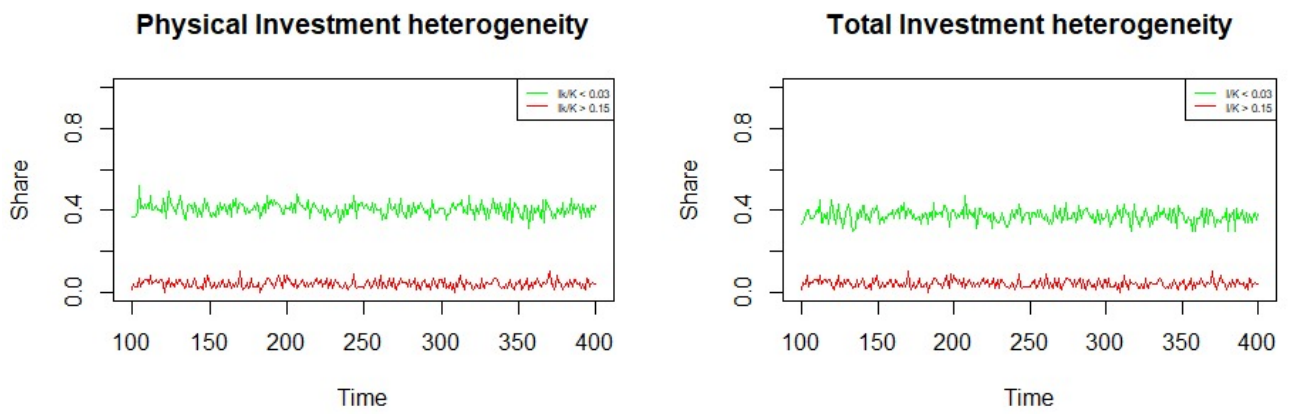 Physical Investment heterogeneity
Ik/K < 0.03
Ik/K > 0.15
Share
0.8
0.4
0.0
100 150 200 250 300 350 400
Time
Total Investment heterogeneity
I/K < 0.03
I/K > 0.15
Share
0.8
0.4
0.0
100 150 200 250 300 350 400
Time